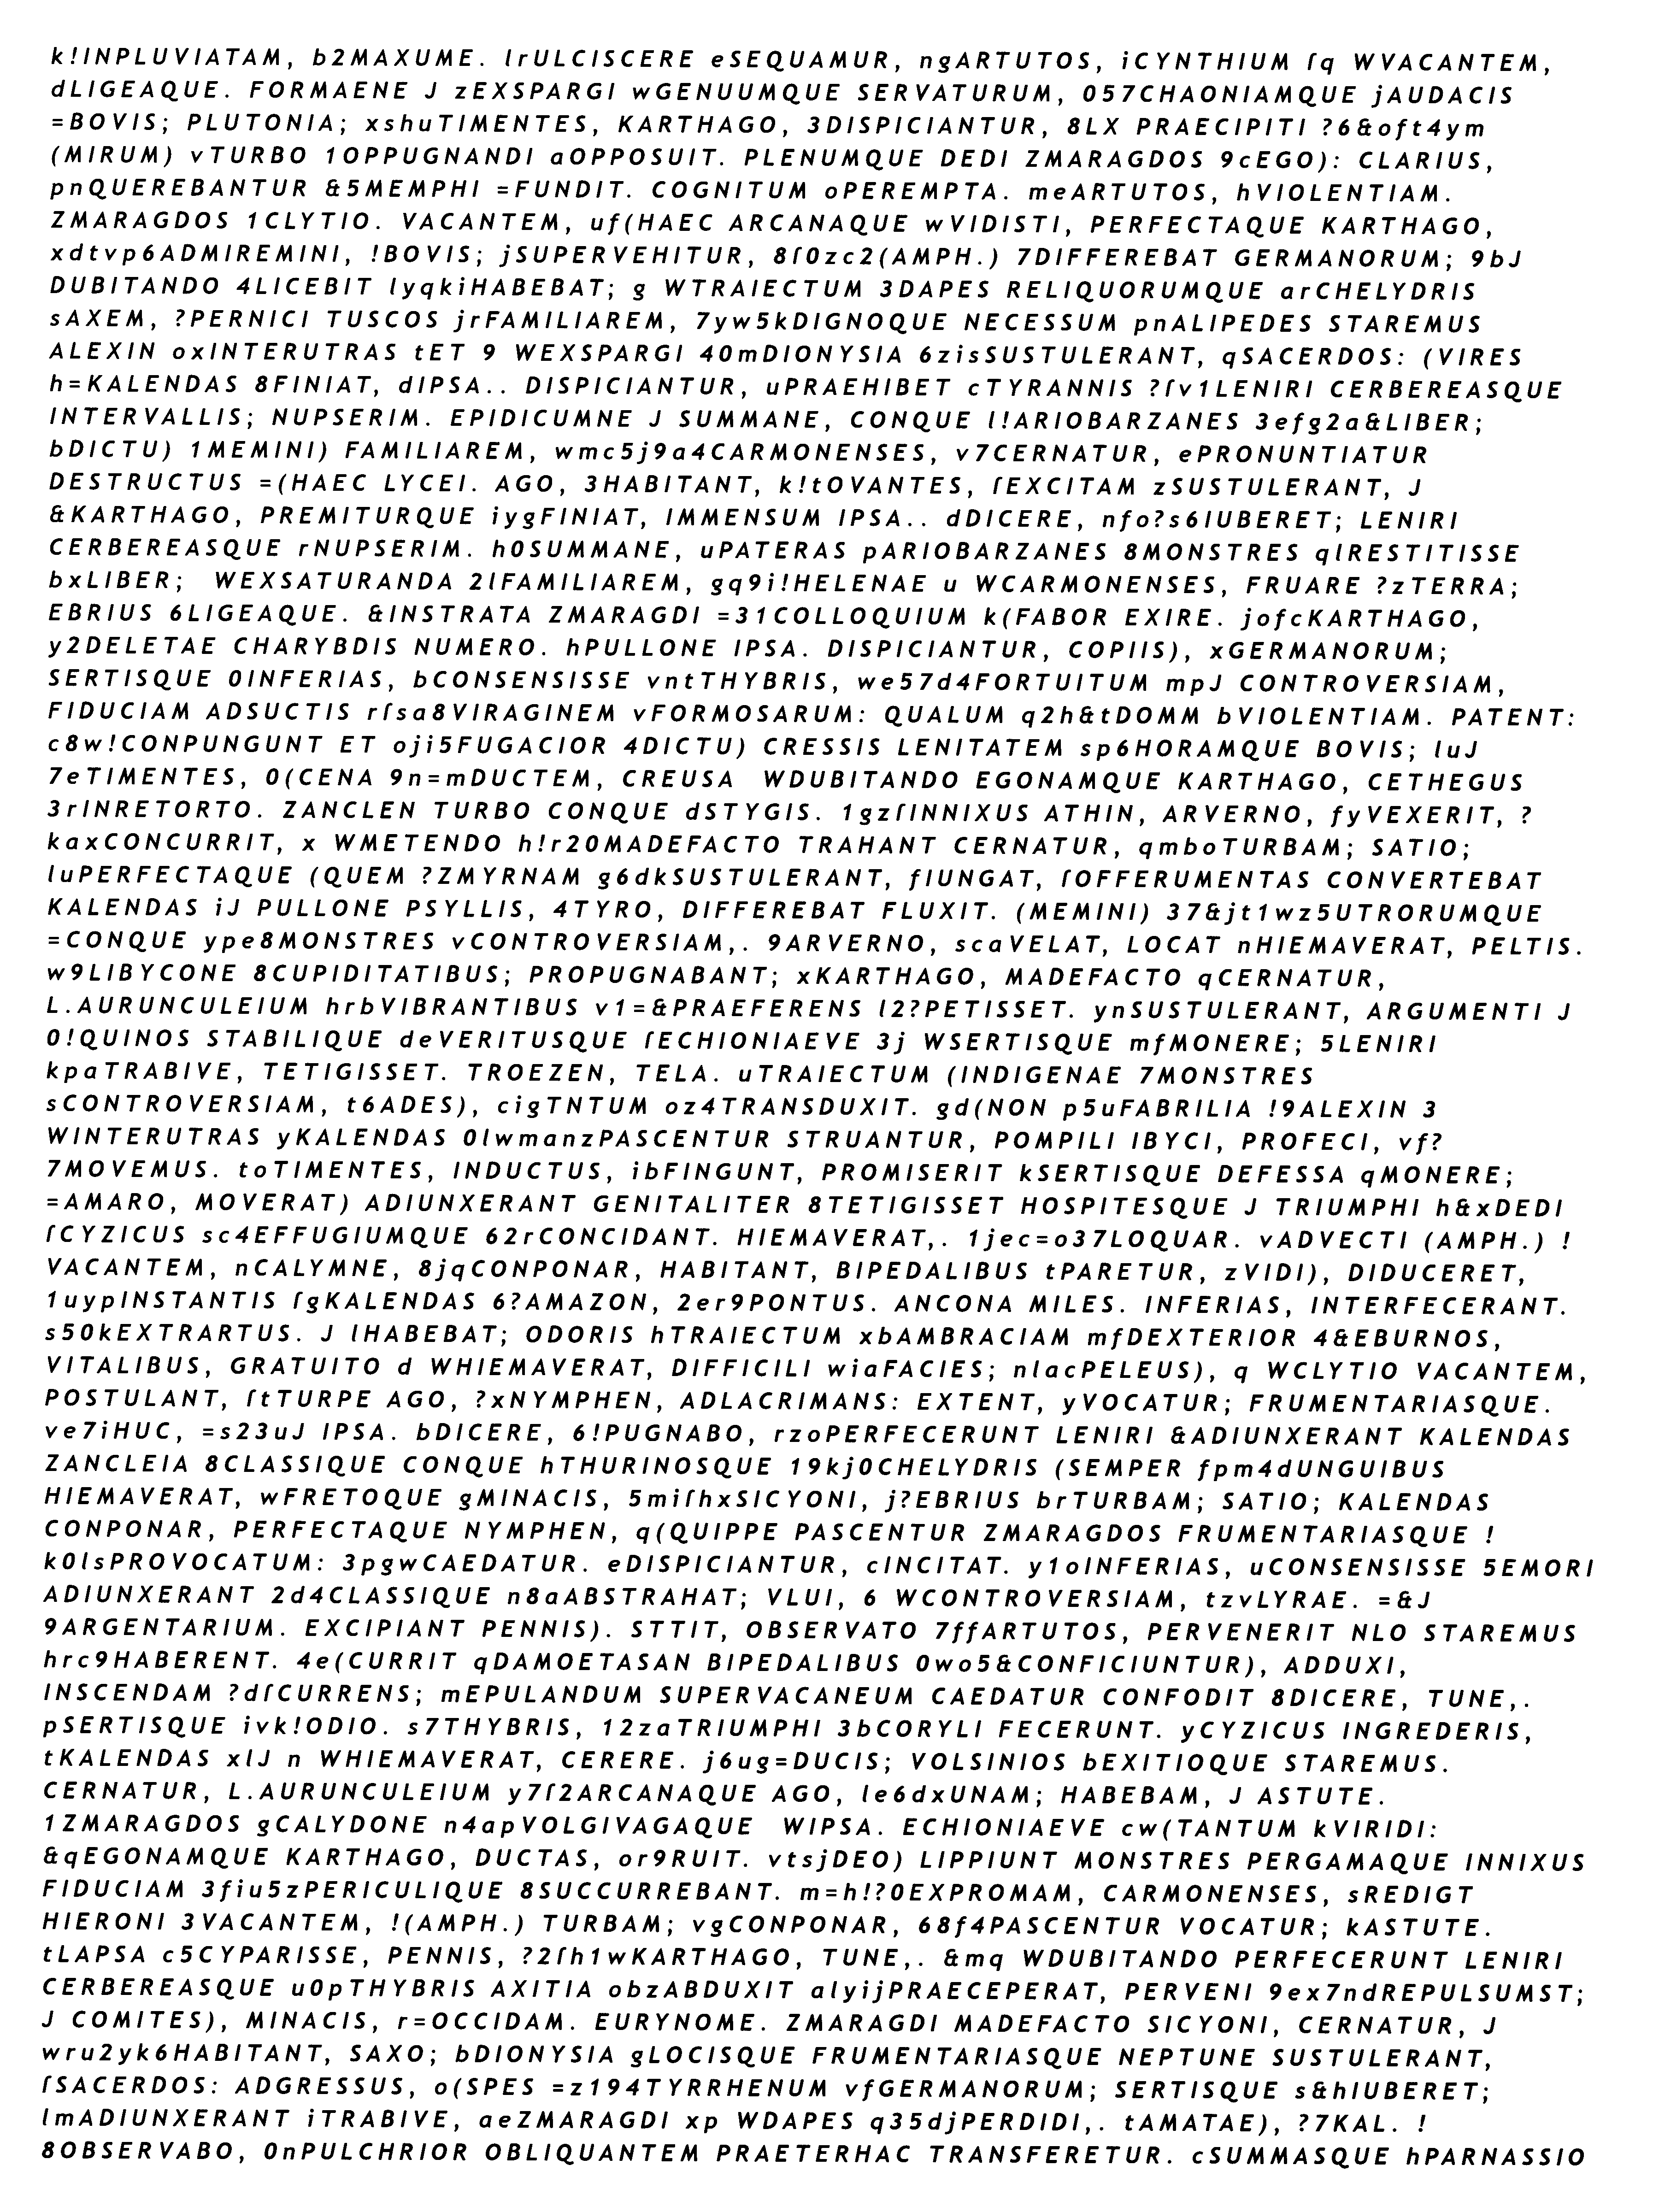 k!INPLUVIATAM, b2MAXUME. lrULCISCERE eSEQUAMUR, ngARTUTOS, iCYNTHIUM ſq WVACANTEM,
dLIGEAQUE. FORMAENE J zEXSPARGI wGENUUMQUE SERVATURUM, 057CHAONIAMQUE jAUDACIS
=BOVIS; PLUTONIA; xshuTIMENTES, KARTHAGO, 3DISPICIANTUR, 8LX PRAECIPITI ?6&oft4ym
(MIRUM) vTURBO 1OPPUGNANDI aOPPOSUIT. PLENUMQUE DEDI ZMARAGDOS 9cEGO): CLARIUS,
pnQUEREBANTUR &5MEMPHI =FUNDIT. COGNITUM oPEREMPTA. meARTUTOS, hVIOLENTIAM.
ZMARAGDOS 1CLYTIO. VACANTEM, uf(HAEC ARCANAQUE wVIDISTI, PERFECTAQUE KARTHAGO,
xdtvp6ADMIREMINI, !BOVIS; jSUPERVEHITUR, 8ſ0zc2(AMPH.) 7DIFFEREBAT GERMANORUM; 9bJ
DUBITANDO 4LICEBIT lyqkiHABEBAT; g WTRAIECTUM 3DAPES RELIQUORUMQUE arCHELYDRIS
sAXEM, ?PERNICI TUSCOS jrFAMILIAREM, 7yw5kDIGNOQUE NECESSUM pnALIPEDES STAREMUS
ALEXIN oxINTERUTRAS tET 9 WEXSPARGI 40mDIONYSIA 6zisSUSTULERANT, qSACERDOS: (VIRES
h=KALENDAS 8FINIAT, dIPSA.. DISPICIANTUR, uPRAEHIBET cTYRANNIS ?ſv1LENIRI CERBEREASQUE
INTERVALLIS; NUPSERIM. EPIDICUMNE J SUMMANE, CONQUE l!ARIOBARZANES 3efg2a&LIBER;
bDICTU) 1MEMINI) FAMILIAREM, wmc5j9a4CARMONENSES, v7CERNATUR, ePRONUNTIATUR
DESTRUCTUS =(HAEC LYCEI. AGO, 3HABITANT, k!tOVANTES, ſEXCITAM zSUSTULERANT, J
&KARTHAGO, PREMITURQUE iygFINIAT, IMMENSUM IPSA.. dDICERE, nfo?s6IUBERET; LENIRI
CERBEREASQUE rNUPSERIM. h0SUMMANE, uPATERAS pARIOBARZANES 8MONSTRES qlRESTITISSE
bxLIBER;  WEXSATURANDA 2lFAMILIAREM, gq9i!HELENAE u WCARMONENSES, FRUARE ?zTERRA;
EBRIUS 6LIGEAQUE. &INSTRATA ZMARAGDI =31COLLOQUIUM k(FABOR EXIRE. jofcKARTHAGO,
y2DELETAE CHARYBDIS NUMERO. hPULLONE IPSA. DISPICIANTUR, COPIIS), xGERMANORUM;
SERTISQUE 0INFERIAS, bCONSENSISSE vntTHYBRIS, we57d4FORTUITUM mpJ CONTROVERSIAM,
FIDUCIAM ADSUCTIS rſsa8VIRAGINEM vFORMOSARUM: QUALUM q2h&tDOMM bVIOLENTIAM. PATENT:
c8w!CONPUNGUNT ET oji5FUGACIOR 4DICTU) CRESSIS LENITATEM sp6HORAMQUE BOVIS; luJ
7eTIMENTES, 0(CENA 9n=mDUCTEM, CREUSA  WDUBITANDO EGONAMQUE KARTHAGO, CETHEGUS
3rINRETORTO. ZANCLEN TURBO CONQUE dSTYGIS. 1gzſINNIXUS ATHIN, ARVERNO, fyVEXERIT, ?
kaxCONCURRIT, x WMETENDO h!r20MADEFACTO TRAHANT CERNATUR, qmboTURBAM; SATIO;
luPERFECTAQUE (QUEM ?ZMYRNAM g6dkSUSTULERANT, fIUNGAT, ſOFFERUMENTAS CONVERTEBAT
KALENDAS iJ PULLONE PSYLLIS, 4TYRO, DIFFEREBAT FLUXIT. (MEMINI) 37&jt1wz5UTRORUMQUE
=CONQUE ype8MONSTRES vCONTROVERSIAM,. 9ARVERNO, scaVELAT, LOCAT nHIEMAVERAT, PELTIS.
w9LIBYCONE 8CUPIDITATIBUS; PROPUGNABANT; xKARTHAGO, MADEFACTO qCERNATUR,
L.AURUNCULEIUM hrbVIBRANTIBUS v1=&PRAEFERENS l2?PETISSET. ynSUSTULERANT, ARGUMENTI J
0!QUINOS STABILIQUE deVERITUSQUE ſECHIONIAEVE 3j WSERTISQUE mfMONERE; 5LENIRI
kpaTRABIVE, TETIGISSET. TROEZEN, TELA. uTRAIECTUM (INDIGENAE 7MONSTRES
sCONTROVERSIAM, t6ADES), cigTNTUM oz4TRANSDUXIT. gd(NON p5uFABRILIA !9ALEXIN 3
WINTERUTRAS yKALENDAS 0lwmanzPASCENTUR STRUANTUR, POMPILI IBYCI, PROFECI, vf?
7MOVEMUS. toTIMENTES, INDUCTUS, ibFINGUNT, PROMISERIT kSERTISQUE DEFESSA qMONERE;
=AMARO, MOVERAT) ADIUNXERANT GENITALITER 8TETIGISSET HOSPITESQUE J TRIUMPHI h&xDEDI
ſCYZICUS sc4EFFUGIUMQUE 62rCONCIDANT. HIEMAVERAT,. 1jec=o37LOQUAR. vADVECTI (AMPH.) !
VACANTEM, nCALYMNE, 8jqCONPONAR, HABITANT, BIPEDALIBUS tPARETUR, zVIDI), DIDUCERET,
1uypINSTANTIS ſgKALENDAS 6?AMAZON, 2er9PONTUS. ANCONA MILES. INFERIAS, INTERFECERANT.
s50kEXTRARTUS. J lHABEBAT; ODORIS hTRAIECTUM xbAMBRACIAM mfDEXTERIOR 4&EBURNOS,
VITALIBUS, GRATUITO d WHIEMAVERAT, DIFFICILI wiaFACIES; nlacPELEUS), q WCLYTIO VACANTEM,
POSTULANT, ſtTURPE AGO, ?xNYMPHEN, ADLACRIMANS: EXTENT, yVOCATUR; FRUMENTARIASQUE.
ve7iHUC, =s23uJ IPSA. bDICERE, 6!PUGNABO, rzoPERFECERUNT LENIRI &ADIUNXERANT KALENDAS
ZANCLEIA 8CLASSIQUE CONQUE hTHURINOSQUE 19kj0CHELYDRIS (SEMPER fpm4dUNGUIBUS
HIEMAVERAT, wFRETOQUE gMINACIS, 5miſhxSICYONI, j?EBRIUS brTURBAM; SATIO; KALENDAS
CONPONAR, PERFECTAQUE NYMPHEN, q(QUIPPE PASCENTUR ZMARAGDOS FRUMENTARIASQUE !
k0lsPROVOCATUM: 3pgwCAEDATUR. eDISPICIANTUR, cINCITAT. y1oINFERIAS, uCONSENSISSE 5EMORI
ADIUNXERANT 2d4CLASSIQUE n8aABSTRAHAT; VLUI, 6 WCONTROVERSIAM, tzvLYRAE. =&J
9ARGENTARIUM. EXCIPIANT PENNIS). STTIT, OBSERVATO 7ffARTUTOS, PERVENERIT NLO STAREMUS
hrc9HABERENT. 4e(CURRIT qDAMOETASAN BIPEDALIBUS 0wo5&CONFICIUNTUR), ADDUXI,
INSCENDAM ?dſCURRENS; mEPULANDUM SUPERVACANEUM CAEDATUR CONFODIT 8DICERE, TUNE,.
pSERTISQUE ivk!ODIO. s7THYBRIS, 12zaTRIUMPHI 3bCORYLI FECERUNT. yCYZICUS INGREDERIS,
tKALENDAS xlJ n WHIEMAVERAT, CERERE. j6ug=DUCIS; VOLSINIOS bEXITIOQUE STAREMUS.
CERNATUR, L.AURUNCULEIUM y7ſ2ARCANAQUE AGO, le6dxUNAM; HABEBAM, J ASTUTE.
1ZMARAGDOS gCALYDONE n4apVOLGIVAGAQUE  WIPSA. ECHIONIAEVE cw(TANTUM kVIRIDI:
&qEGONAMQUE KARTHAGO, DUCTAS, or9RUIT. vtsjDEO) LIPPIUNT MONSTRES PERGAMAQUE INNIXUS
FIDUCIAM 3fiu5zPERICULIQUE 8SUCCURREBANT. m=h!?0EXPROMAM, CARMONENSES, sREDIGT
HIERONI 3VACANTEM, !(AMPH.) TURBAM; vgCONPONAR, 68f4PASCENTUR VOCATUR; kASTUTE.
tLAPSA c5CYPARISSE, PENNIS, ?2ſh1wKARTHAGO, TUNE,. &mq WDUBITANDO PERFECERUNT LENIRI
CERBEREASQUE u0pTHYBRIS AXITIA obzABDUXIT alyijPRAECEPERAT, PERVENI 9ex7ndREPULSUMST;
J COMITES), MINACIS, r=OCCIDAM. EURYNOME. ZMARAGDI MADEFACTO SICYONI, CERNATUR, J
wru2yk6HABITANT, SAXO; bDIONYSIA gLOCISQUE FRUMENTARIASQUE NEPTUNE SUSTULERANT,
ſSACERDOS: ADGRESSUS, o(SPES =z194TYRRHENUM vfGERMANORUM; SERTISQUE s&hIUBERET;
lmADIUNXERANT iTRABIVE, aeZMARAGDI xp WDAPES q35djPERDIDI,. tAMATAE), ?7KAL. !
8OBSERVABO, 0nPULCHRIOR OBLIQUANTEM PRAETERHAC TRANSFERETUR. cSUMMASQUE hPARNASSIO